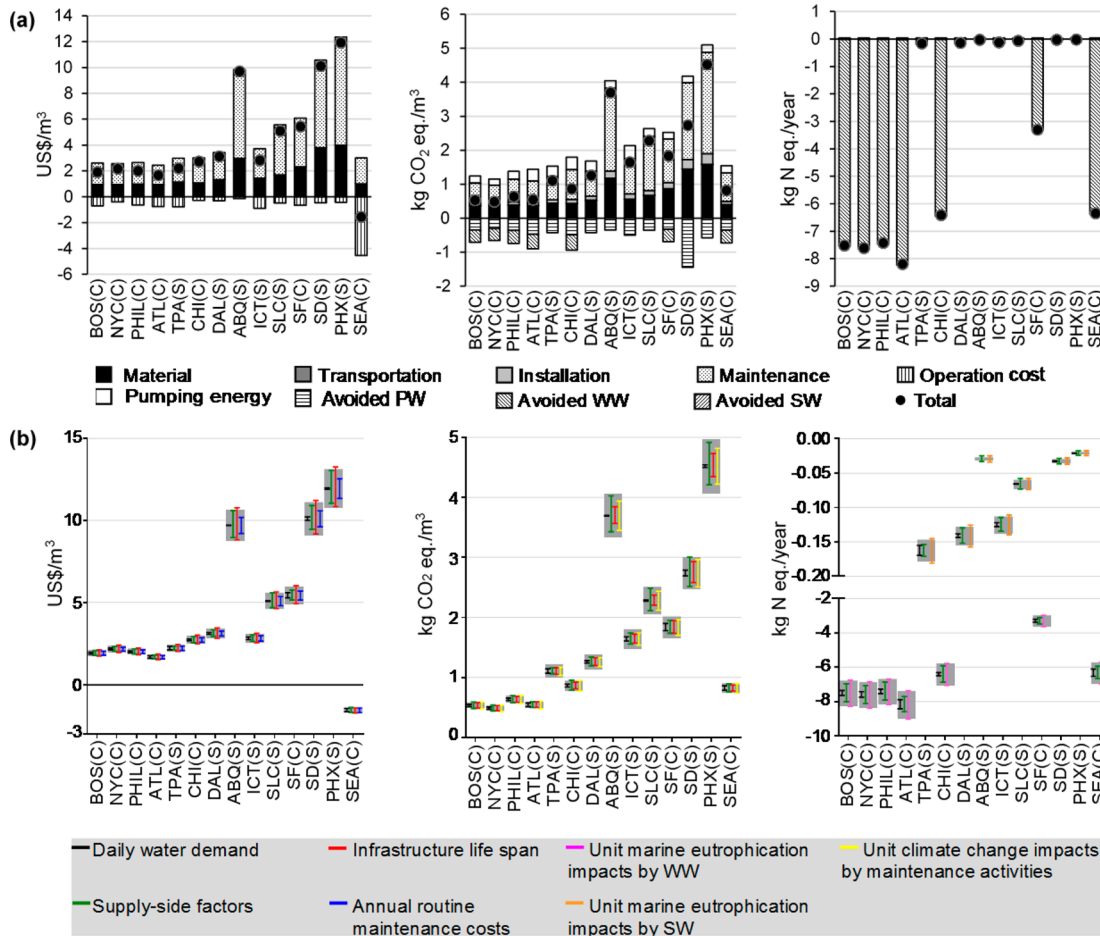 (a)
14
12
10
8
6
4
2
0
-2
-4
-6
US$/m³
BOS(C)
NYC(C)
PHIL(C)
ATL(C)
TPA(S)
CHI(C)
DAL(S)
ABQ(S)
ICT(S)
SLC(S)
SF(C)
SD(S)
PHX(S)
SEA(C)
6
5
4
3
2
1
0
-1
-2
kg CO₂ eq./m³
BOS(C)
NYC(C)
PHIL(C)
ATL(C)
TPA(S)
CHI(C)
DAL(S)
ABQ(S)
ICT(S)
SLC(S)
SF(C)
SD(S)
PHX(S)
SEA(C)
0
-1
-2
-3
-4
-5
-6
-7
-8
-9
kg N eq./year
BOS(C)
NYC(C)
PHIL(C)
ATL(C)
TPA(S)
CHI(C)
DAL(S)
ABQ(S)
ICT(S)
SLC(S)
SF(C)
SD(S)
PHX(S)
SEA(C)
Material Transportation Installation Maintenance Operation cost
Pumping energy Avoided PW Avoided WW Avoided SW Total
(b)
15
10
5
0
-3
US$/m³
BOS(C)
NYC(C)
PHIL(C)
ATL(C)
TPA(S)
CHI(C)
DAL(S)
ABQ(S)
ICT(S)
SLC(S)
SF(C)
SD(S)
PHX(S)
SEA(C)
5
4
3
2
1
0
kg CO₂ eq./m³
BOS(C)
NYC(C)
PHIL(C)
ATL(C)
TPA(S)
CHI(C)
DAL(S)
ABQ(S)
ICT(S)
SLC(S)
SF(C)
SD(S)
PHX(S)
SEA(C)
0.00
-0.05
-0.10
-0.15
-0.20
-2
-4
-6
-8
-10
kg N eq./year
BOS(C)
NYC(C)
PHIL(C)
ATL(C)
TPA(S)
CHI(C)
DAL(S)
ABQ(S)
ICT(S)
SLC(S)
SF(C)
SD(S)
PHX(S)
SEA(C)
Daily water demand
Infrastructure life span
Unit marine eutrophication
impacts by WW
Unit climate change impacts
by maintenance activities
Supply-side factors
Annual routine
maintenance costs
Unit marine eutrophication
impacts by SW